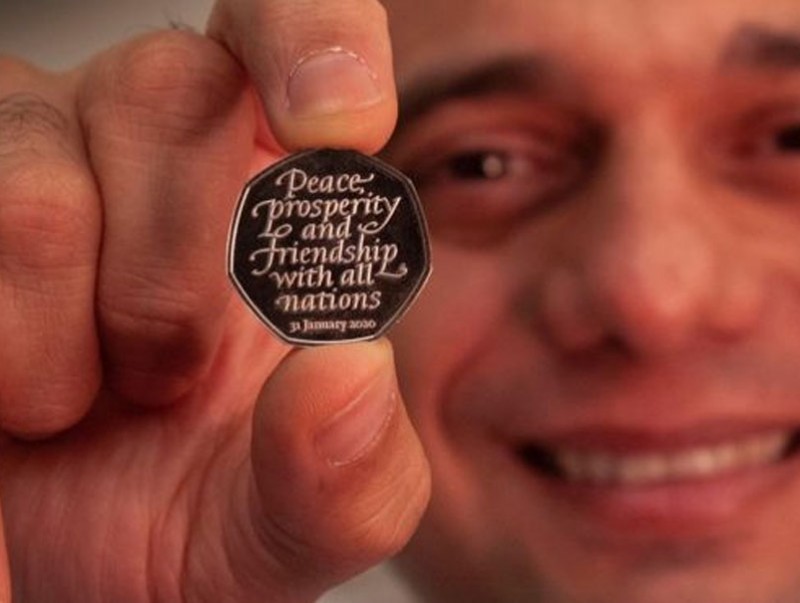 Peace,
prosperity
and
friendship
with all
nations
31 January 2020